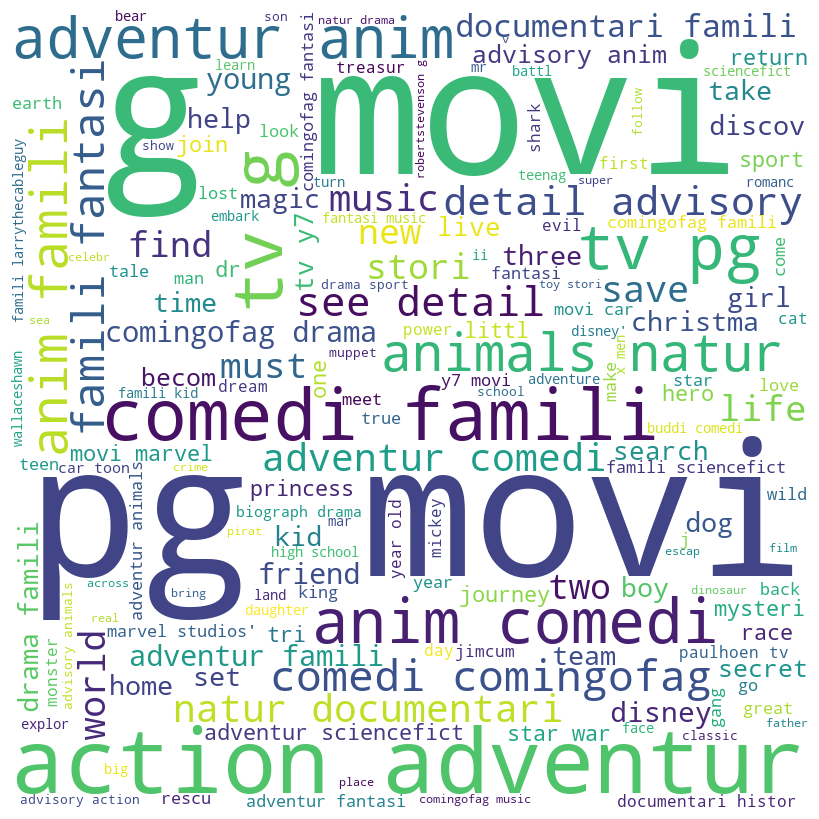 bear
son
natur drama
adventur anim
documentari famili
v
advisory anim
return
learn
treasur
mr
battl
sciencefict
young
take
g movi
earth
help
look
shark
follow
discov
show
join
comingofag fantasi
robertstevenson g
first
sport
turn
teenag
super
romanc
lost
magic
music
detail advisory
embark
fantasi music
new live
evil
comingofag famili
anim famili
famili fantasi
tv g
tv y7
find
dr
stori
ii
three
tv pg
come
celebr
tale
man
fantasi
drama sport
toy stori
save
girl
famili larrythecableguy
time
see detail
movi car
christma
sea
comingofag drama
power
littl
disney'
cat
muppet
must
animals natur
make
x men
becom
dream
one
y7 movi
adventure
star
love
wallaceshawn
famili kid
meet
school
hero
life
comedi famili
true
buddi comedi
teen
movi marvel
adventur comedi
search
car toon
crime
famili sciencefict
princess
wild
pg movi
biograph drama
mar
year old
mickey
dog
j
pirat
kid
high school
escap
film
adventur animals
across
bring
friend
year
land
king
journey
two
boy
dinosaur
back
drama famili
monster
advisory animals
real
daughter
mysteri
marvel studios'
tri
anim comedi
race
world
adventur famili
day
jimcum
team
paulhoen tv
secret
home
set
comedi comingofag
go
natur documentari
disney
gang
great
explor
adventur sciencefict
star war
face
classic
father
action adventur
big
place
advisory action
rescu
adventur fantasi
comingofag music
documentari histor